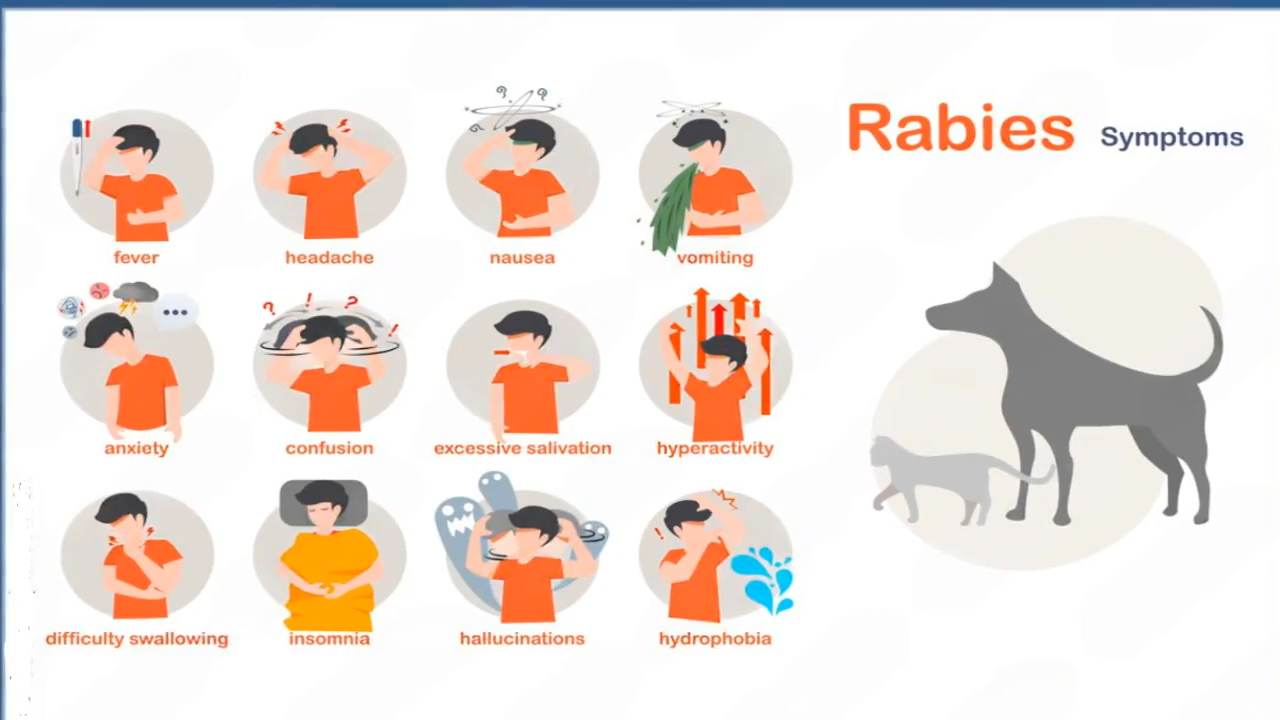 Rabies Symptoms
fever
headache
nausea
vomiting
anxiety
confusion
excessive salivation
hyperactivity
difficulty swallowing
insomnia
hallucinations
hydrophobia